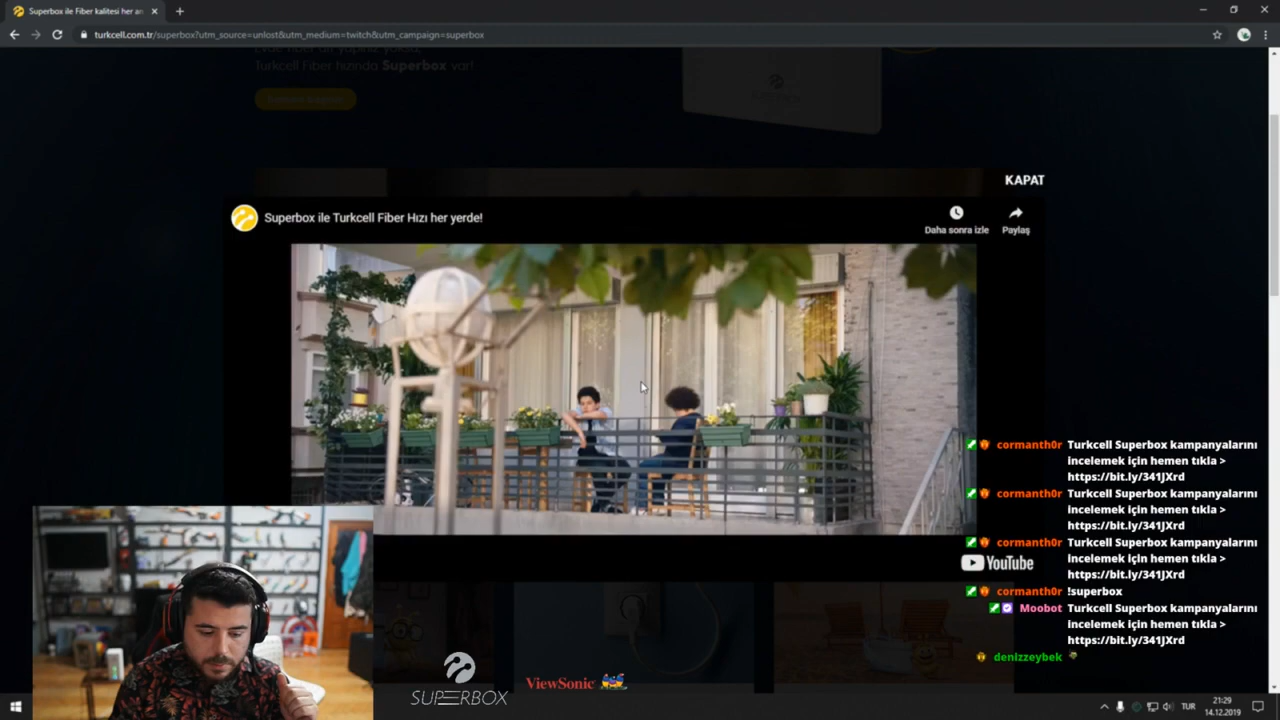 Superbox ile Fiber kalitesi her an
turkcell.com.tr/superbox?utm_source=unlost&utm_medium=twitch&utm_campaign=superbox
Turkcell Fiber hızında Superbox var!
KAPAT
Superbox ile Turkcell Fiber Hızı her yerde!
Daha sonra izle
Paylaş
cormanth0r Turkcell Superbox kampanyalarını
incelemek için hemen tıkla >
https://bit.ly/341JXrd
cormanth0r Turkcell Superbox kampanyalarını
incelemek için hemen tıkla >
https://bit.ly/341JXrd
cormanth0r Turkcell Superbox kampanyalarını
incelemek için hemen tıkla >
https://bit.ly/341JXrd
YouTube
cormanth0r !superbox
Moobot Turkcell Superbox kampanyalarını
incelemek için hemen tıkla >
https://bit.ly/341JXrd
denizzeybek
SUPERBOX
ViewSonic
TUR
21:29
14.12.2019